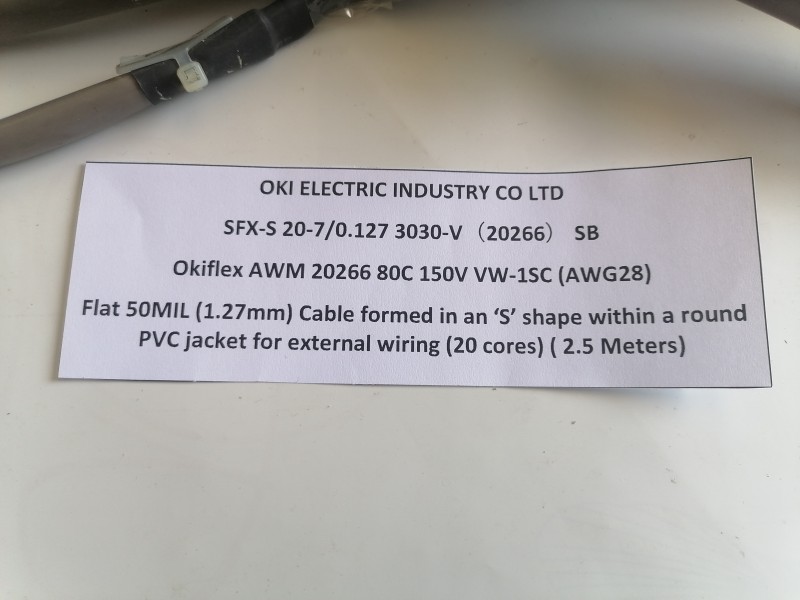 OKI ELECTRIC INDUSTRY CO LTD
SFX-S 20-7/0.127 3030-V （20266） SB
Okiflex AWM 20266 80C 150V VW-1SC (AWG28)
Flat 50MIL (1.27mm) Cable formed in an ‘S’ shape within a round
PVC jacket for external wiring (20 cores) ( 2.5 Meters)